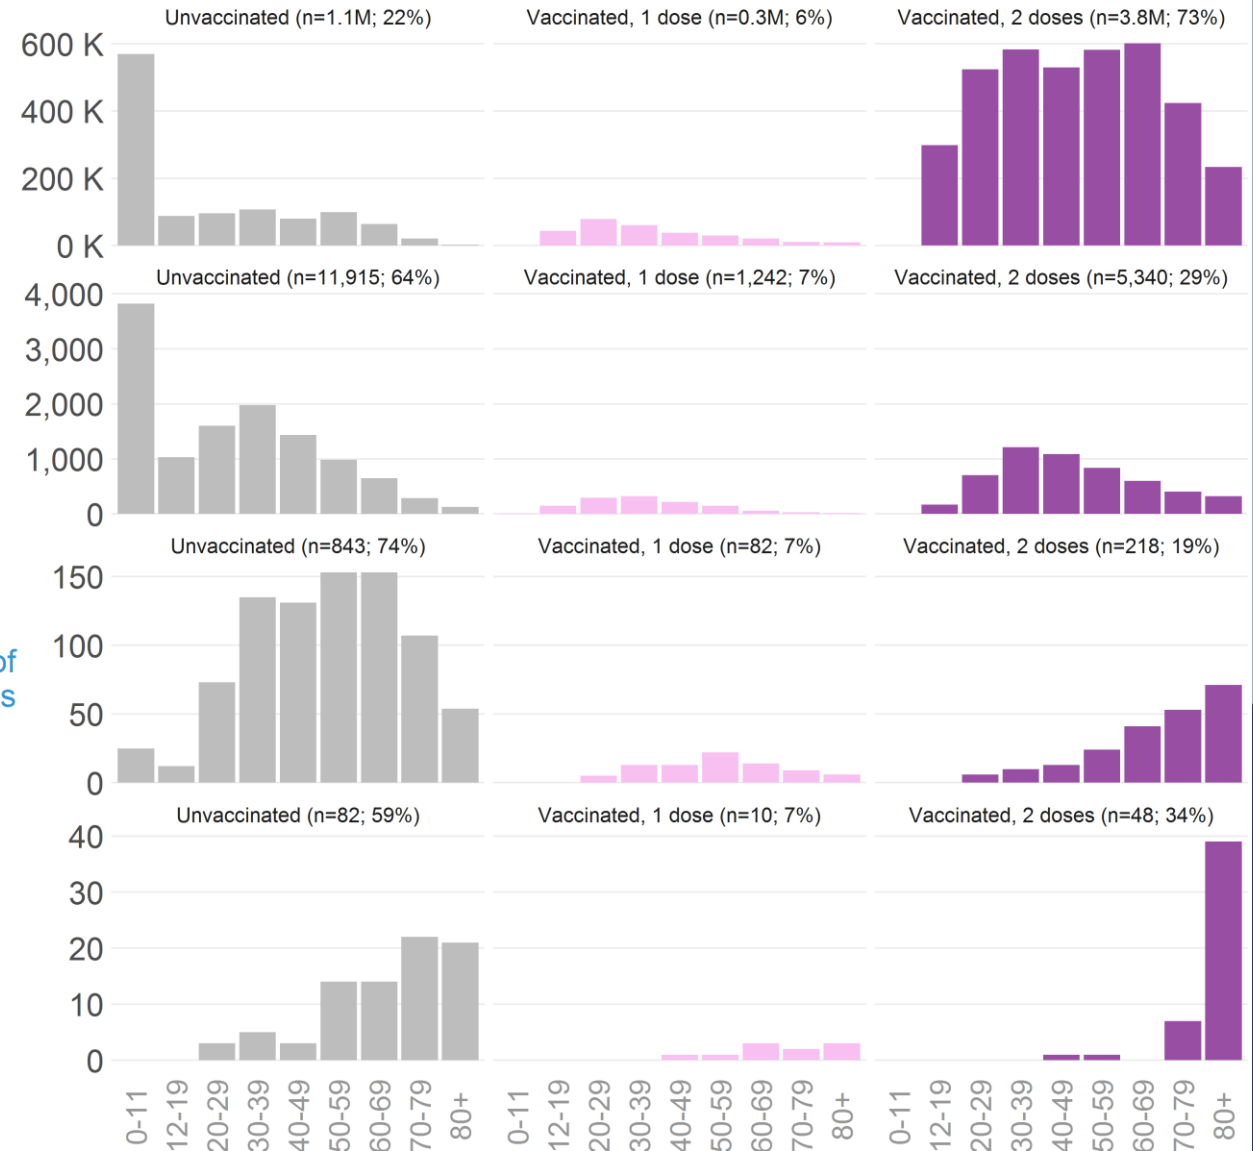 Unvaccinated (n=1.1M; 22%) Vaccinated, 1 dose (n=0.3M; 6%) Vaccinated, 2 doses (n=3.8M; 73%)
600 K
400 K
200 K
0 K
Unvaccinated (n=11,915; 64%) Vaccinated, 1 dose (n=1,242; 7%) Vaccinated, 2 doses (n=5,340; 29%)
4,000
3,000
2,000
1,000
0
Unvaccinated (n=843; 74%) Vaccinated, 1 dose (n=82; 7%) Vaccinated, 2 doses (n=218; 19%)
150
100
of
s
50
0
Unvaccinated (n=82; 59%) Vaccinated, 1 dose (n=10; 7%) Vaccinated, 2 doses (n=48; 34%)
40
30
20
10
0
0-11 12-19 20-29 30-39 40-49 50-59 60-69 70-79 80+ 0-11 12-19 20-29 30-39 40-49 50-59 60-69 70-79 80+ 0-11 12-19 20-29 30-39 40-49 50-59 60-69 70-79 80+